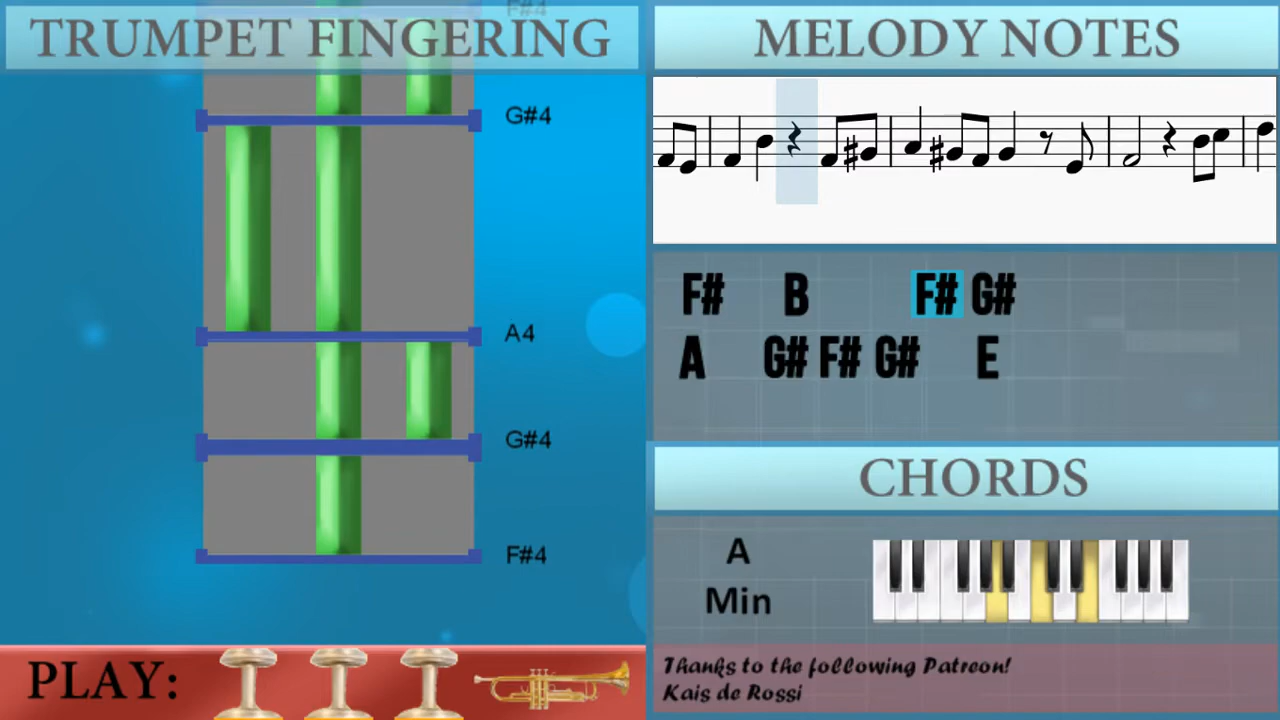 TRUMPET FINGERING
F#4
G#4
A4
G#4
F#4
PLAY:
MELODY NOTES
F# B F# G#
A G# F# G# E
CHORDS
A
Min
Thanks to the following Patreon!
Kais de Rossi